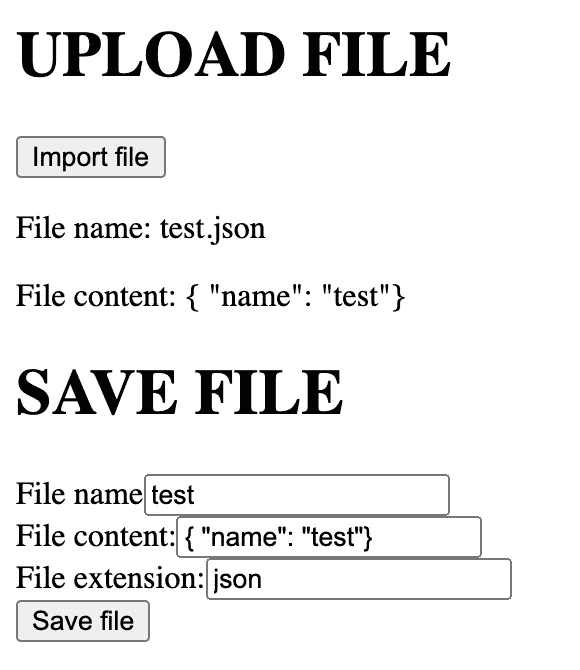 UPLOAD FILE
Import file
File name: test.json
File content: { "name": "test"}
SAVE FILE
File name test
File content: { "name": "test"}
File extension: json
Save file